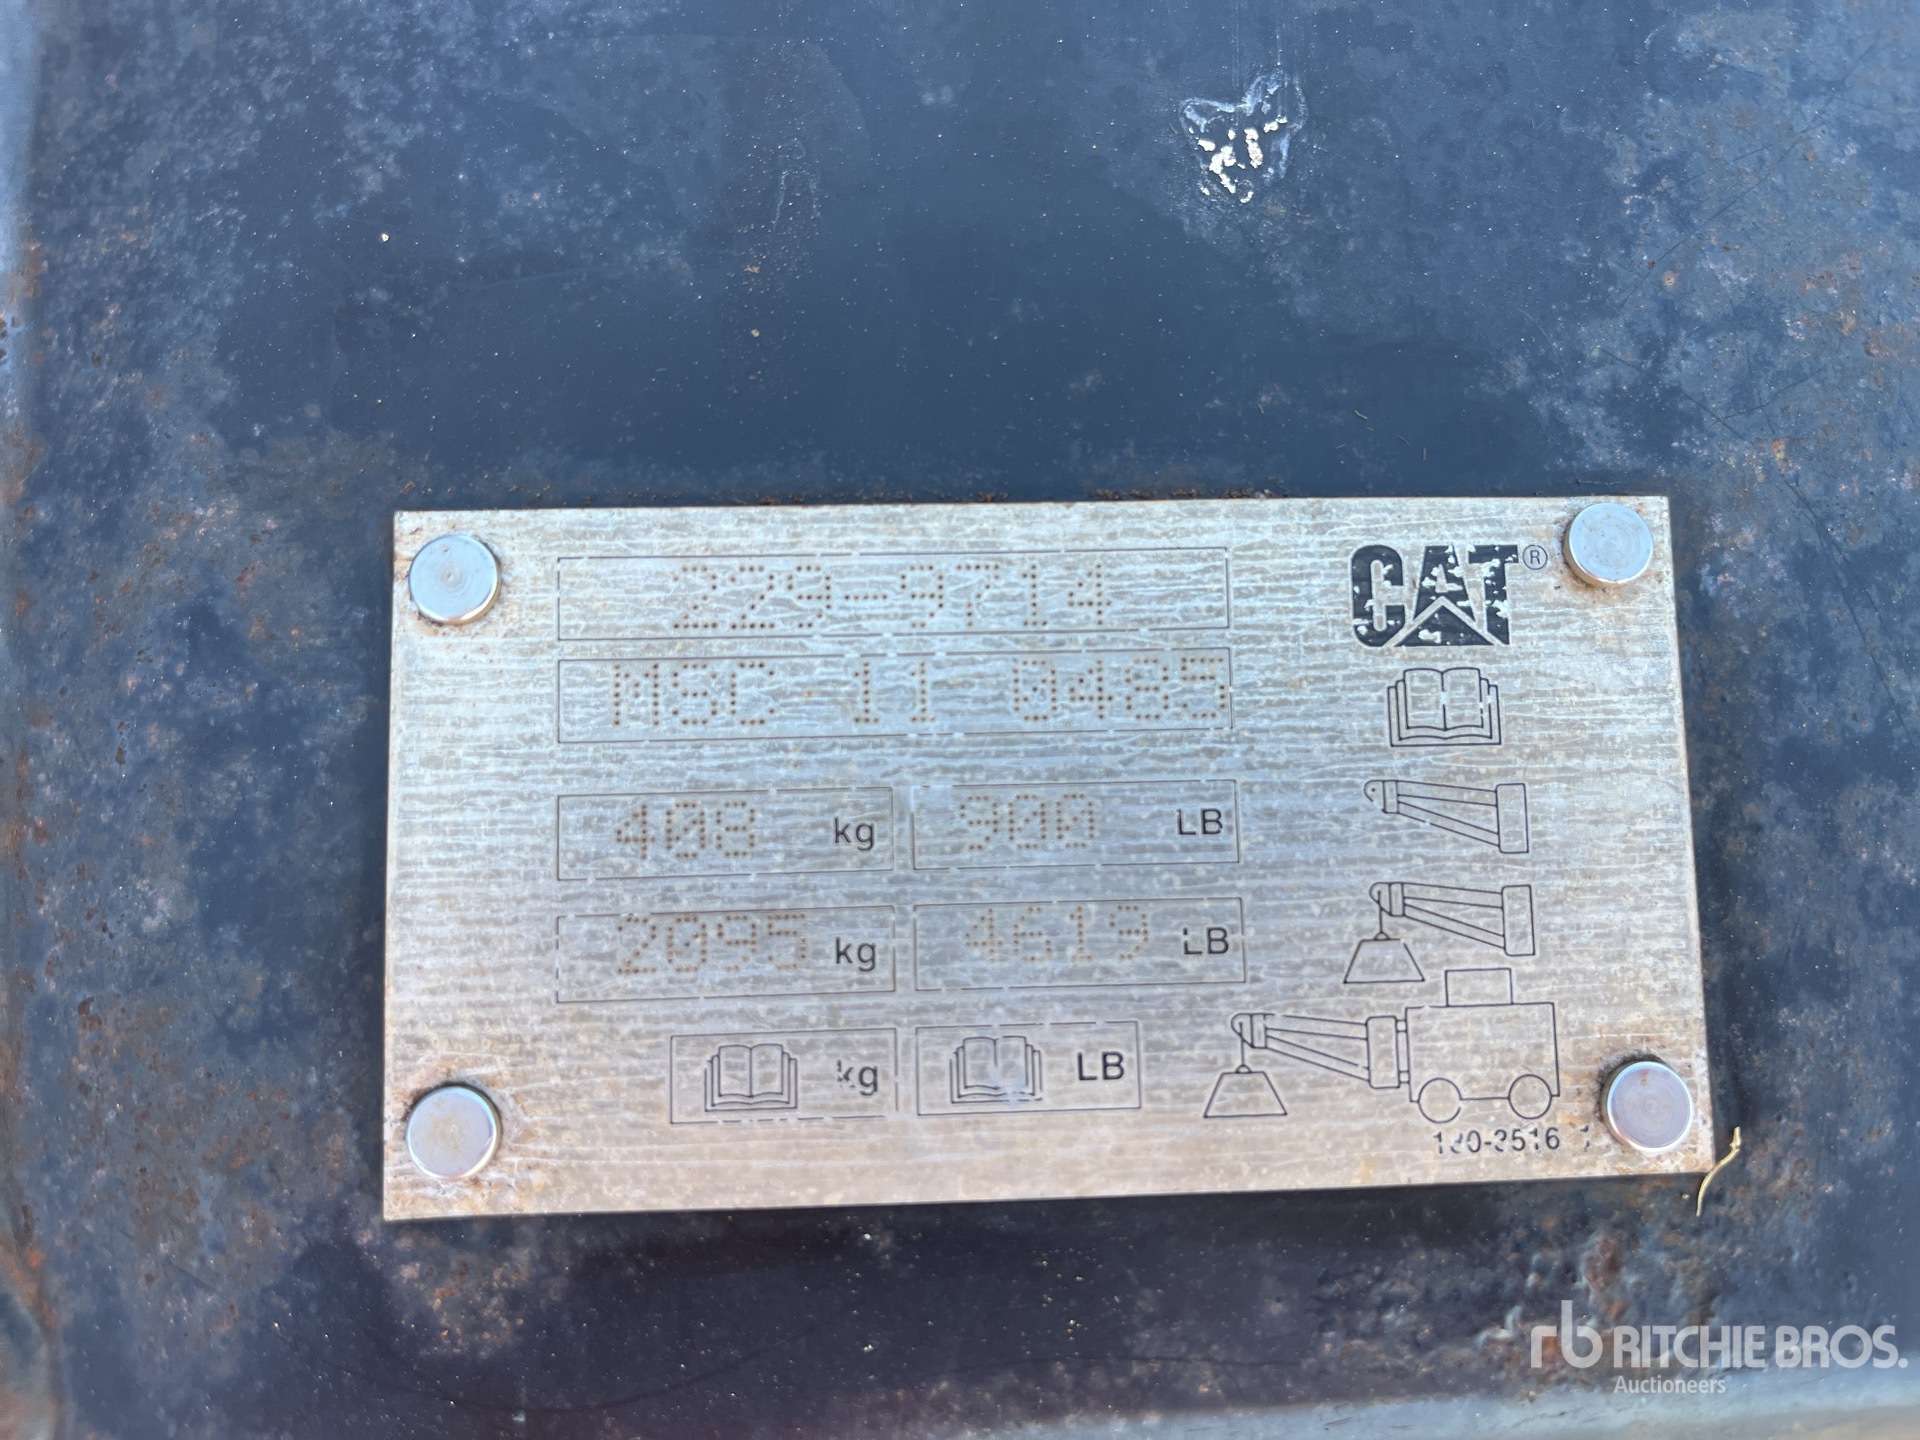 229-9714
CAT®
MSC-11 0485
408 kg 900 LB
2095 kg 4619 LB
kg LB
RITCHIE BROS.
Auctioneers